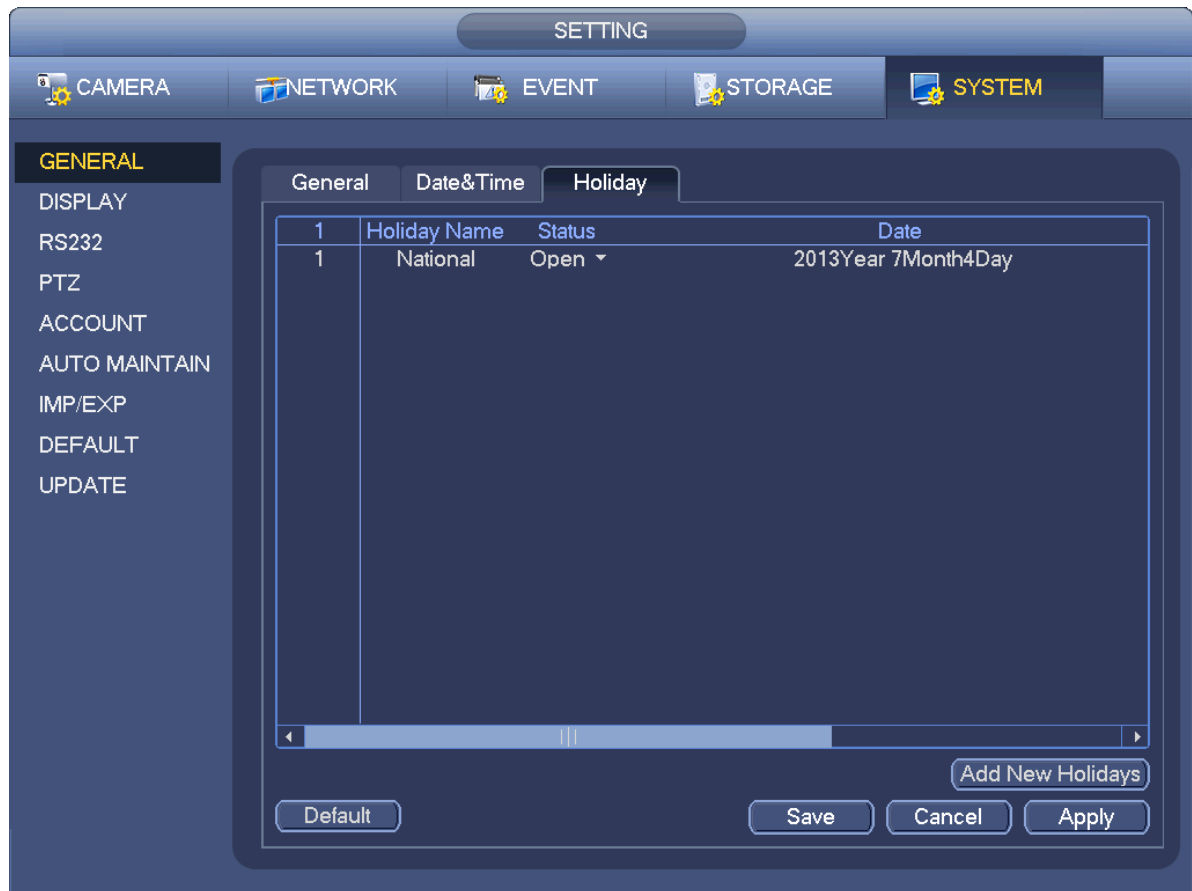 SETTING
CAMERA NETWORK EVENT STORAGE SYSTEM
GENERAL
DISPLAY
RS232
PTZ
ACCOUNT
AUTO MAINTAIN
IMP/EXP
DEFAULT
UPDATE
General Date&Time Holiday
1 Holiday Name Status Date
1 National Open 2013Year 7Month4Day
Add New Holidays
Default Save Cancel Apply